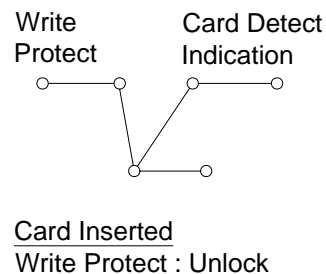 Write
Protect
Card Detect
Indication
Card Inserted
Write Protect : Unlock